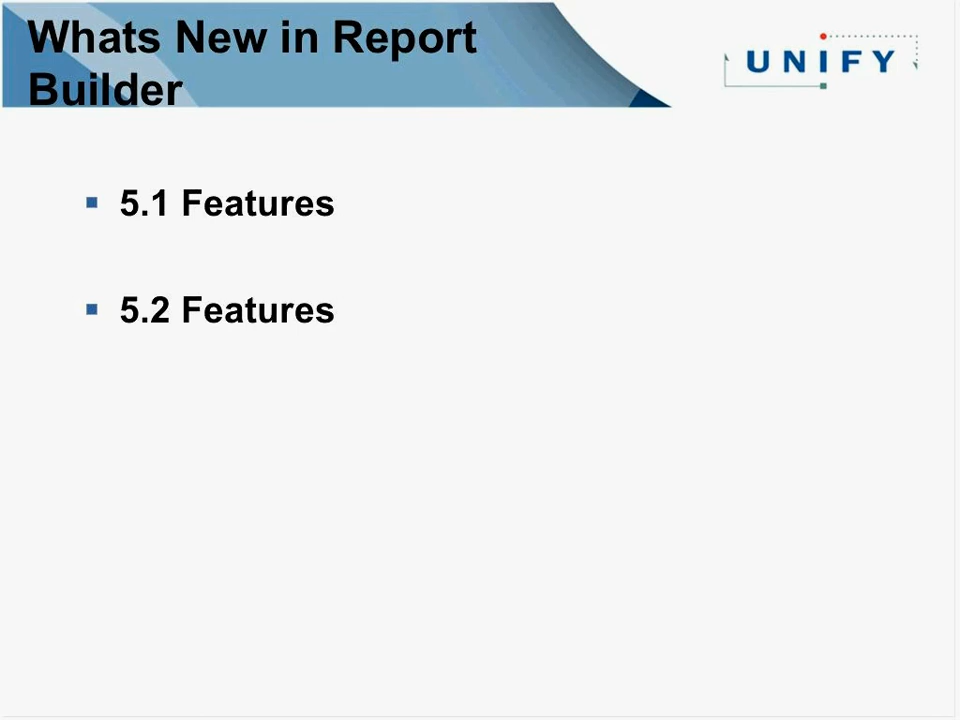 Whats New in Report
Builder
UNIFY
5.1 Features
5.2 Features